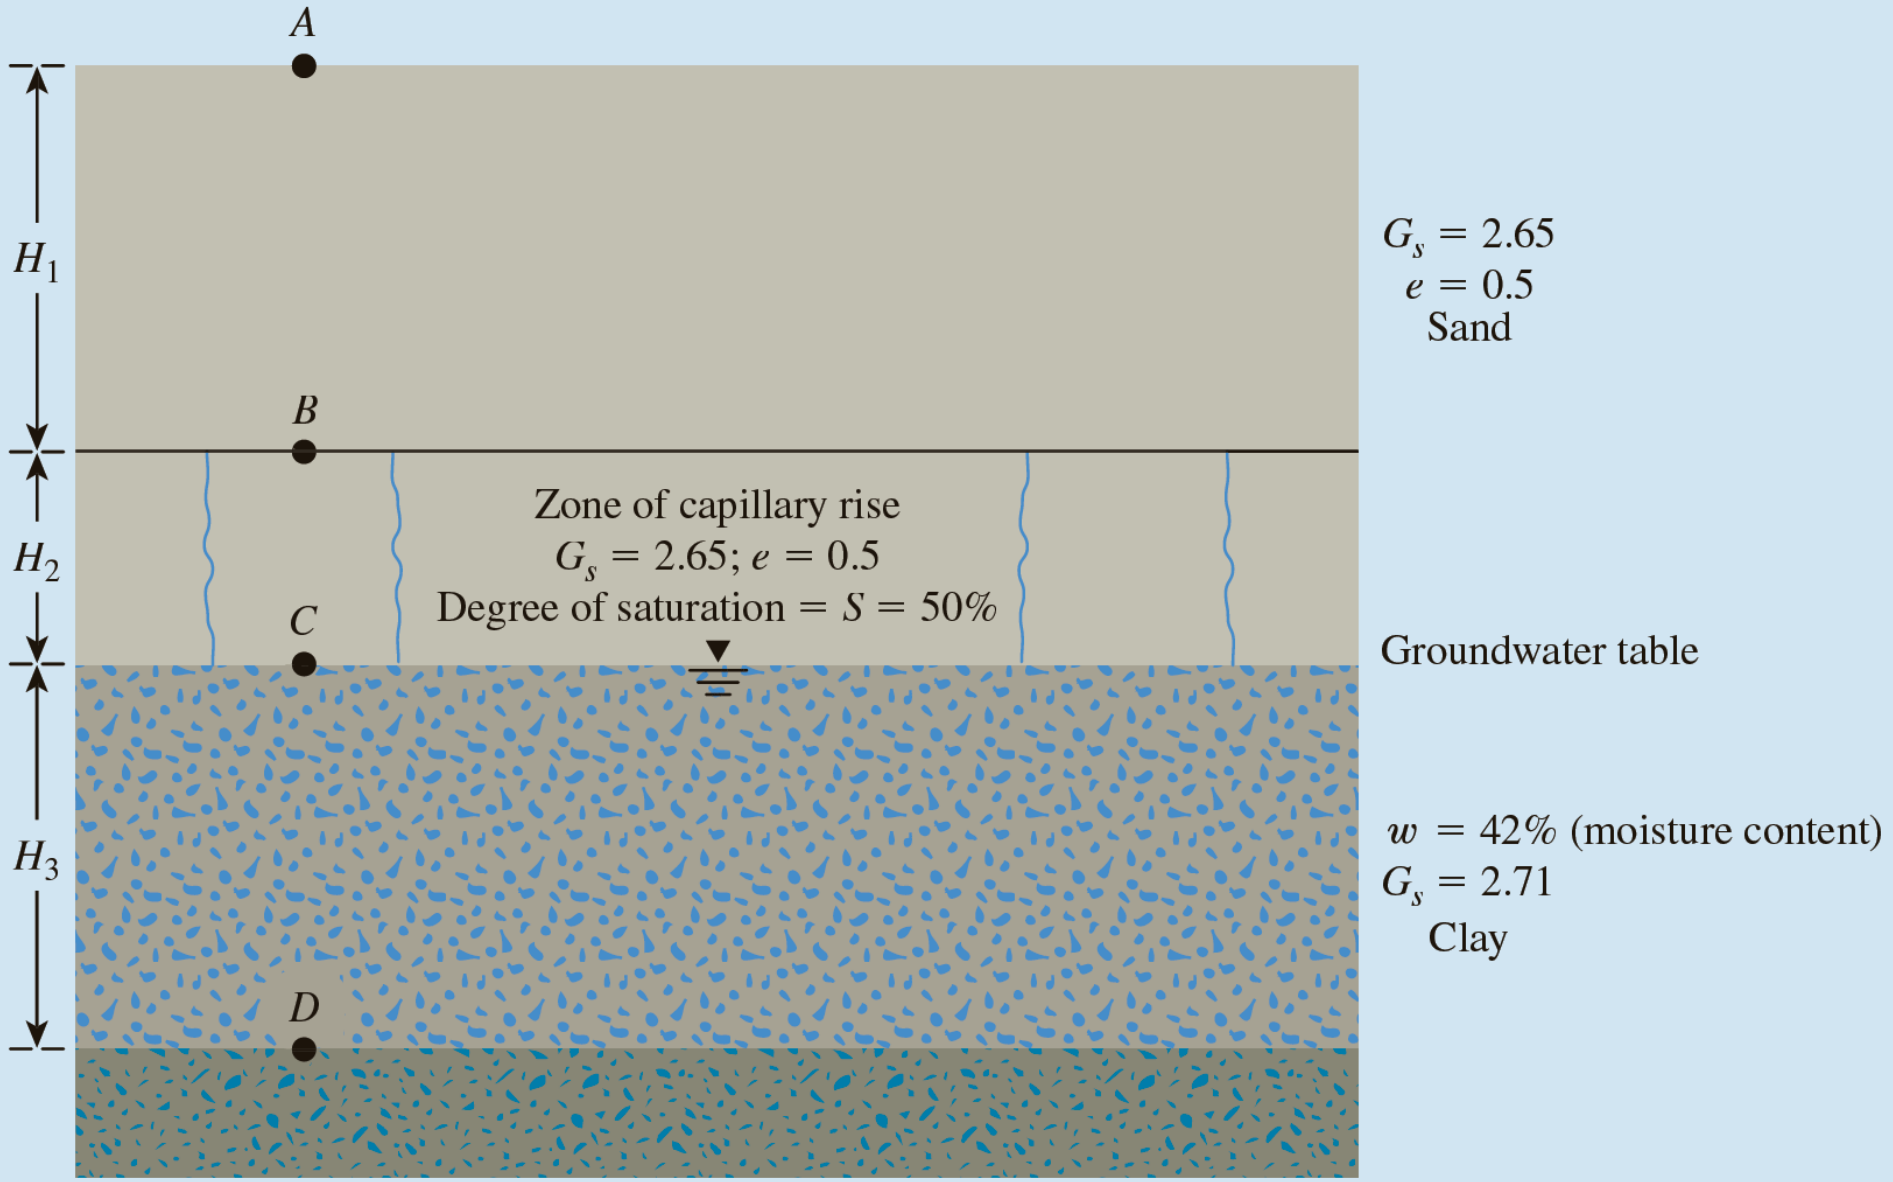 A
H₁
Gₛ = 2.65
e = 0.5
Sand
B
H₂
Zone of capillary rise
Gₛ = 2.65; e = 0.5
Degree of saturation = S = 50%
C
Groundwater table
H₃
w = 42% (moisture content)
Gₛ = 2.71
Clay
D